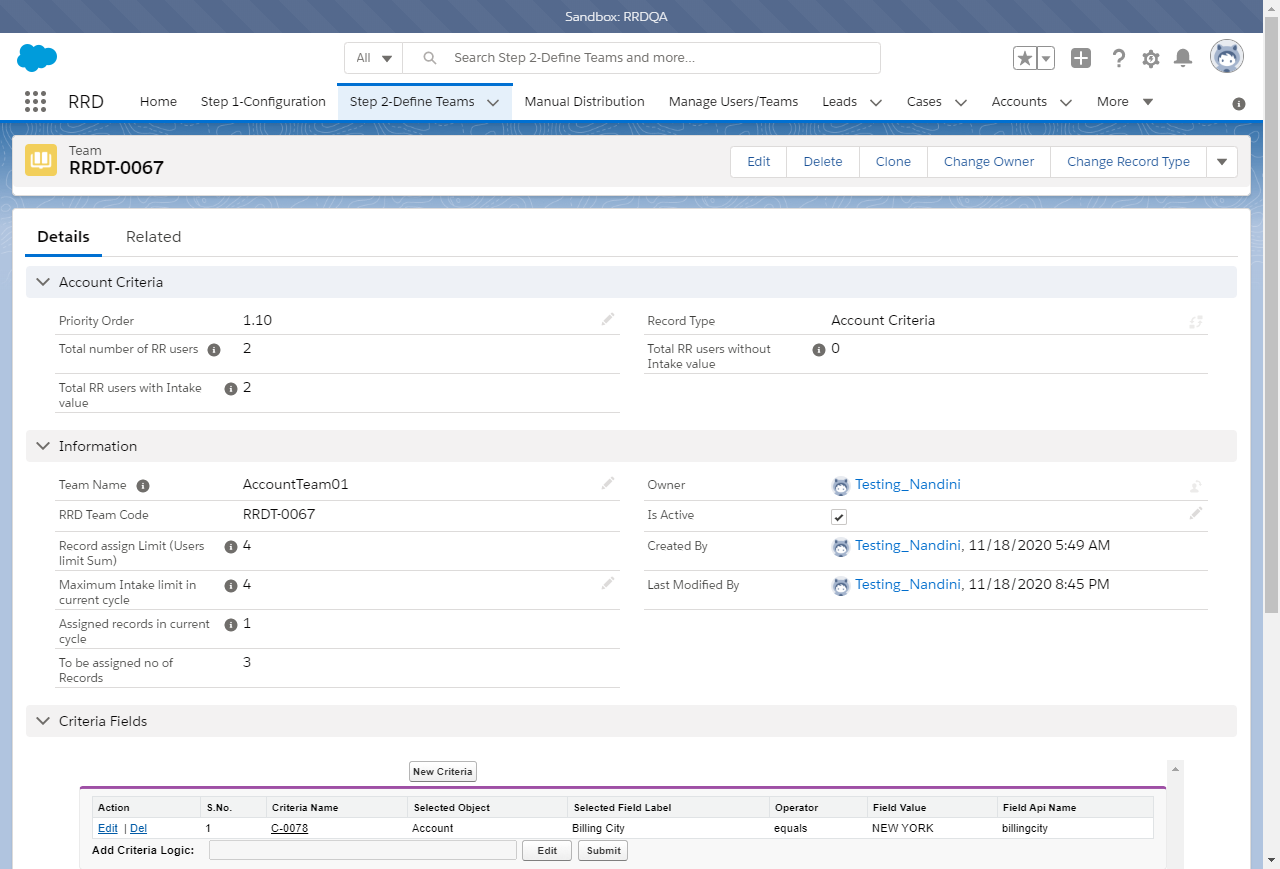 Sandbox: RRDQA
All
Search Step 2-Define Teams and more...
RRD Home Step 1-Configuration Step 2-Define Teams Manual Distribution Manage Users/Teams Leads Cases Accounts More
Team
RRDT-0067
Edit Delete Clone Change Owner Change Record Type
Details Related
Account Criteria
Priority Order 1.10 Record Type Account Criteria
Total number of RR users 2 Total RR users without Intake value 0
Total RR users with Intake value 2
Information
Team Name AccountTeam01 Owner Testing_Nandini
RRD Team Code RRDT-0067 Is Active
Record assign Limit (Users limit Sum) 4 Created By Testing_Nandini, 11/18/2020 5:49 AM
Maximum Intake limit in current cycle 4 Last Modified By Testing_Nandini, 11/18/2020 8:45 PM
Assigned records in current cycle 1
To be assigned no of Records 3
Criteria Fields
New Criteria
Action S.No. Criteria Name Selected Object Selected Field Label Operator Field Value Field Api Name
Edit | Del 1 C-0078 Account Billing City equals NEW YORK billingcity
Add Criteria Logic: Edit Submit